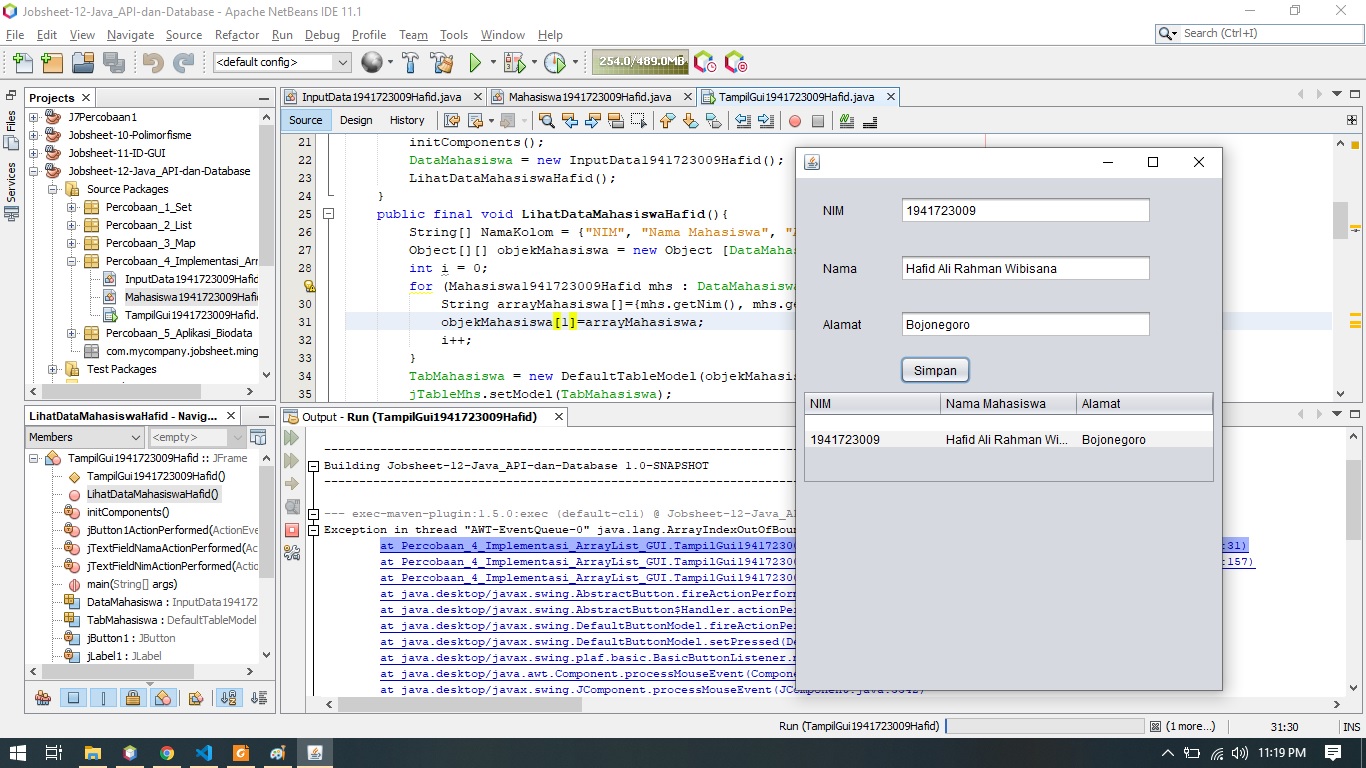 Jobsheet-12-Java_API-dan-Database - Apache NetBeans IDE 11.1
File Edit View Navigate Source Refactor Run Debug Profile Team Tools Window Help
Search (Ctrl+I)
<default config>
254.0/489.0MB
Files
Services
Projects
J7Percobaan1
Jobsheet-10-Polimorfisme
Jobsheet-11-ID-GUI
Jobsheet-12-Java_API-dan-Database
Source Packages
Percobaan_1_Set
Percobaan_2_List
Percobaan_3_Map
Percobaan_4_Implementasi_Arr
InputData1941723009Hafid
Mahasiswa1941723009Hafid
TampilGui1941723009Hafid.
Percobaan_5_Aplikasi_Biodata
com.mycompany.jobsheet.ming
Test Packages
LihatDataMahasiswaHafid - Navig...
Members
<empty>
TampilGui1941723009Hafid :: JFrame
TampilGui1941723009Hafid()
LihatDataMahasiswaHafid()
initComponents()
jButton1ActionPerformed(ActionEve
jTextFieldNamaActionPerformed(Ac
jTextFieldNimActionPerformed(Actic
main(String[] args)
DataMahasiswa : InputData194172
TabMahasiswa : DefaultTableModel
jButton1 : JButton
jLabel1 : JLabel
InputData1941723009Hafid.java
Mahasiswa1941723009Hafid.java
TampilGui1941723009Hafid.java
Source Design History
21 initComponents();
22 DataMahasiswa = new InputData1941723009Hafid();
23 LihatDataMahasiswaHafid();
24 }
25 public final void LihatDataMahasiswaHafid(){
26 String[] NamaKolom = {"NIM", "Nama Mahasiswa", "
27 Object[][] objekMahasiswa = new Object [DataMahas
28 int i = 0;
for (Mahasiswa1941723009Hafid mhs : DataMahasiswa
30 String arrayMahasiswa[]={mhs.getNim(), mhs.ge
31 objekMahasiswa[1]=arrayMahasiswa;
32 i++;
33 }
34 TabMahasiswa = new DefaultTableModel(objekMahasis
35 jTableMhs.setModel(TabMahasiswa);
Output - Run (TampilGui1941723009Hafid)
------------------------------------------------------------
Building Jobsheet-12-Java_API-dan-Database 1.0-SNAPSHOT
------------------------------------------------------------
--- exec-maven-plugin:1.5.0:exec (default-cli) @ Jobsheet-12-Java_A
Exception in thread "AWT-EventQueue-0" java.lang.ArrayIndexOutOfBou
at Percobaan_4_Implementasi_ArrayList_GUI.TampilGui194172300 :31)
at Percobaan_4_Implementasi_ArrayList_GUI.TampilGui194172300 :157)
at Percobaan_4_Implementasi_ArrayList_GUI.TampilGui194172300
at java.desktop/javax.swing.AbstractButton.fireActionPerform
at java.desktop/javax.swing.AbstractButton$Handler.actionPer
at java.desktop/javax.swing.DefaultButtonModel.fireActionPer
at java.desktop/javax.swing.DefaultButtonModel.setPressed(De
at java.desktop/javax.swing.plaf.basic.BasicButtonListener.m
at java.desktop/java.awt.Component.processMouseEvent(Compone
at java.desktop/javax.swing.JComponent.processMouseEvent(JComponent.java:3342)
NIM 1941723009
Nama Hafid Ali Rahman Wibisana
Alamat Bojonegoro
Simpan
NIM Nama Mahasiswa Alamat
1941723009 Hafid Ali Rahman Wi... Bojonegoro
Run (TampilGui1941723009Hafid) (1 more...) 31:30 INS
11:19 PM